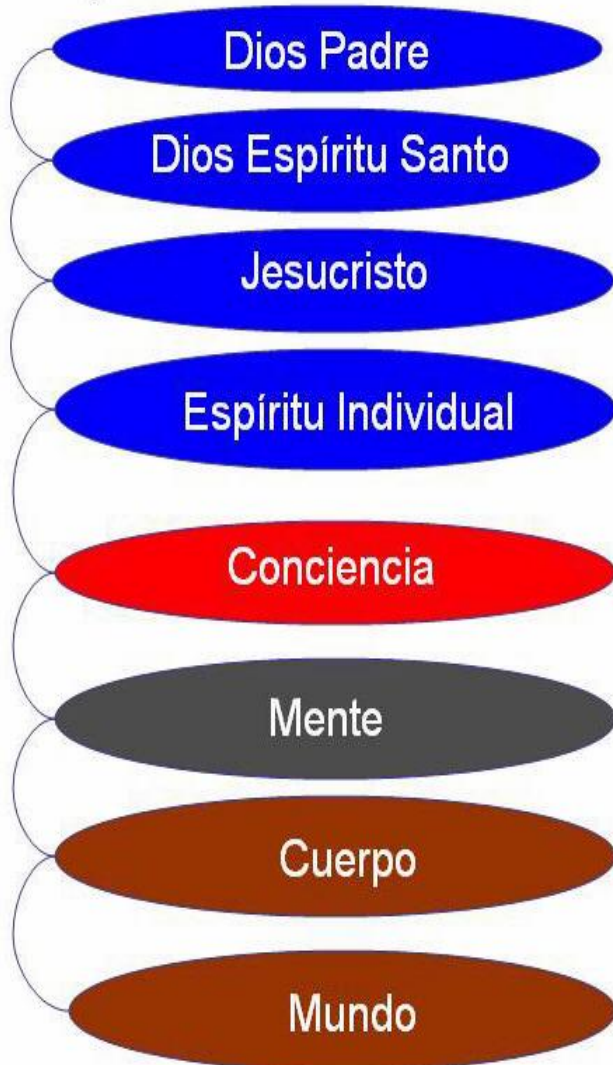 Dios Padre
Dios Espíritu Santo
Jesucristo
Espíritu Individual
Conciencia
Mente
Cuerpo
Mundo